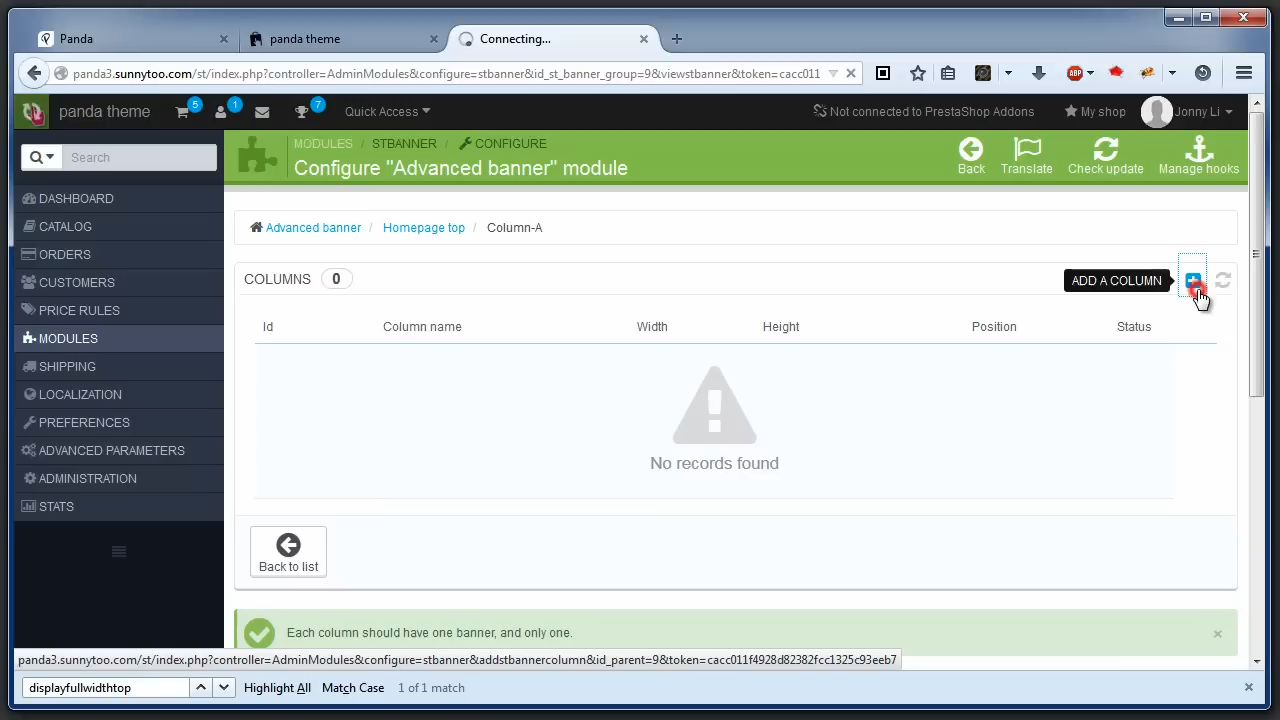 Panda
panda theme
Connecting...
panda3.sunnytoo.com/st/index.php?controller=AdminModules&configure=stbanner&id_st_banner_group=9&viewstbanner&token=cacc011
ABP
panda theme
5
1
7
Quick Access
Not connected to PrestaShop Addons
My shop
Jonny Li
Search
MODULES / STBANNER / CONFIGURE
Configure "Advanced banner" module
Back
Translate
Check update
Manage hooks
DASHBOARD
CATALOG
ORDERS
CUSTOMERS
PRICE RULES
MODULES
SHIPPING
LOCALIZATION
PREFERENCES
ADVANCED PARAMETERS
ADMINISTRATION
STATS
Advanced banner / Homepage top / Column-A
COLUMNS 0
ADD A COLUMN
Id Column name Width Height Position Status
No records found
Back to list
Each column should have one banner, and only one.
panda3.sunnytoo.com/st/index.php?controller=AdminModules&configure=stbanner&addstbannercolumn&id_parent=9&token=cacc011f4928d82382fcc1325c93eeb7
displayfullwidthtop
Highlight All
Match Case
1 of 1 match